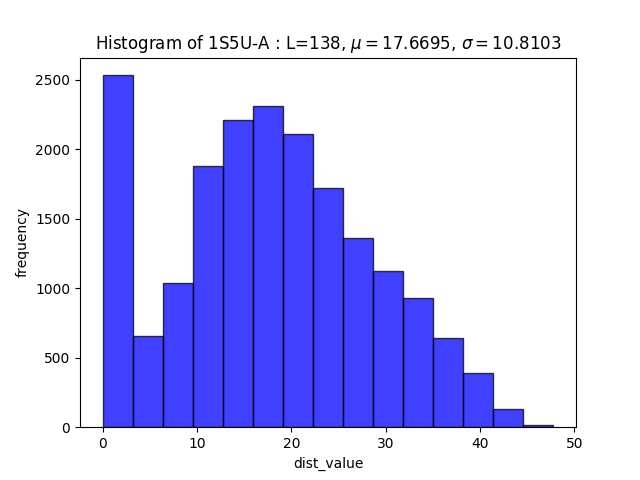 Histogram of 1S5U-A : L=138, μ = 17.6695, σ = 10.8103
2500
2000
1500
1000
500
0
frequency
0 10 20 30 40 50
dist_value